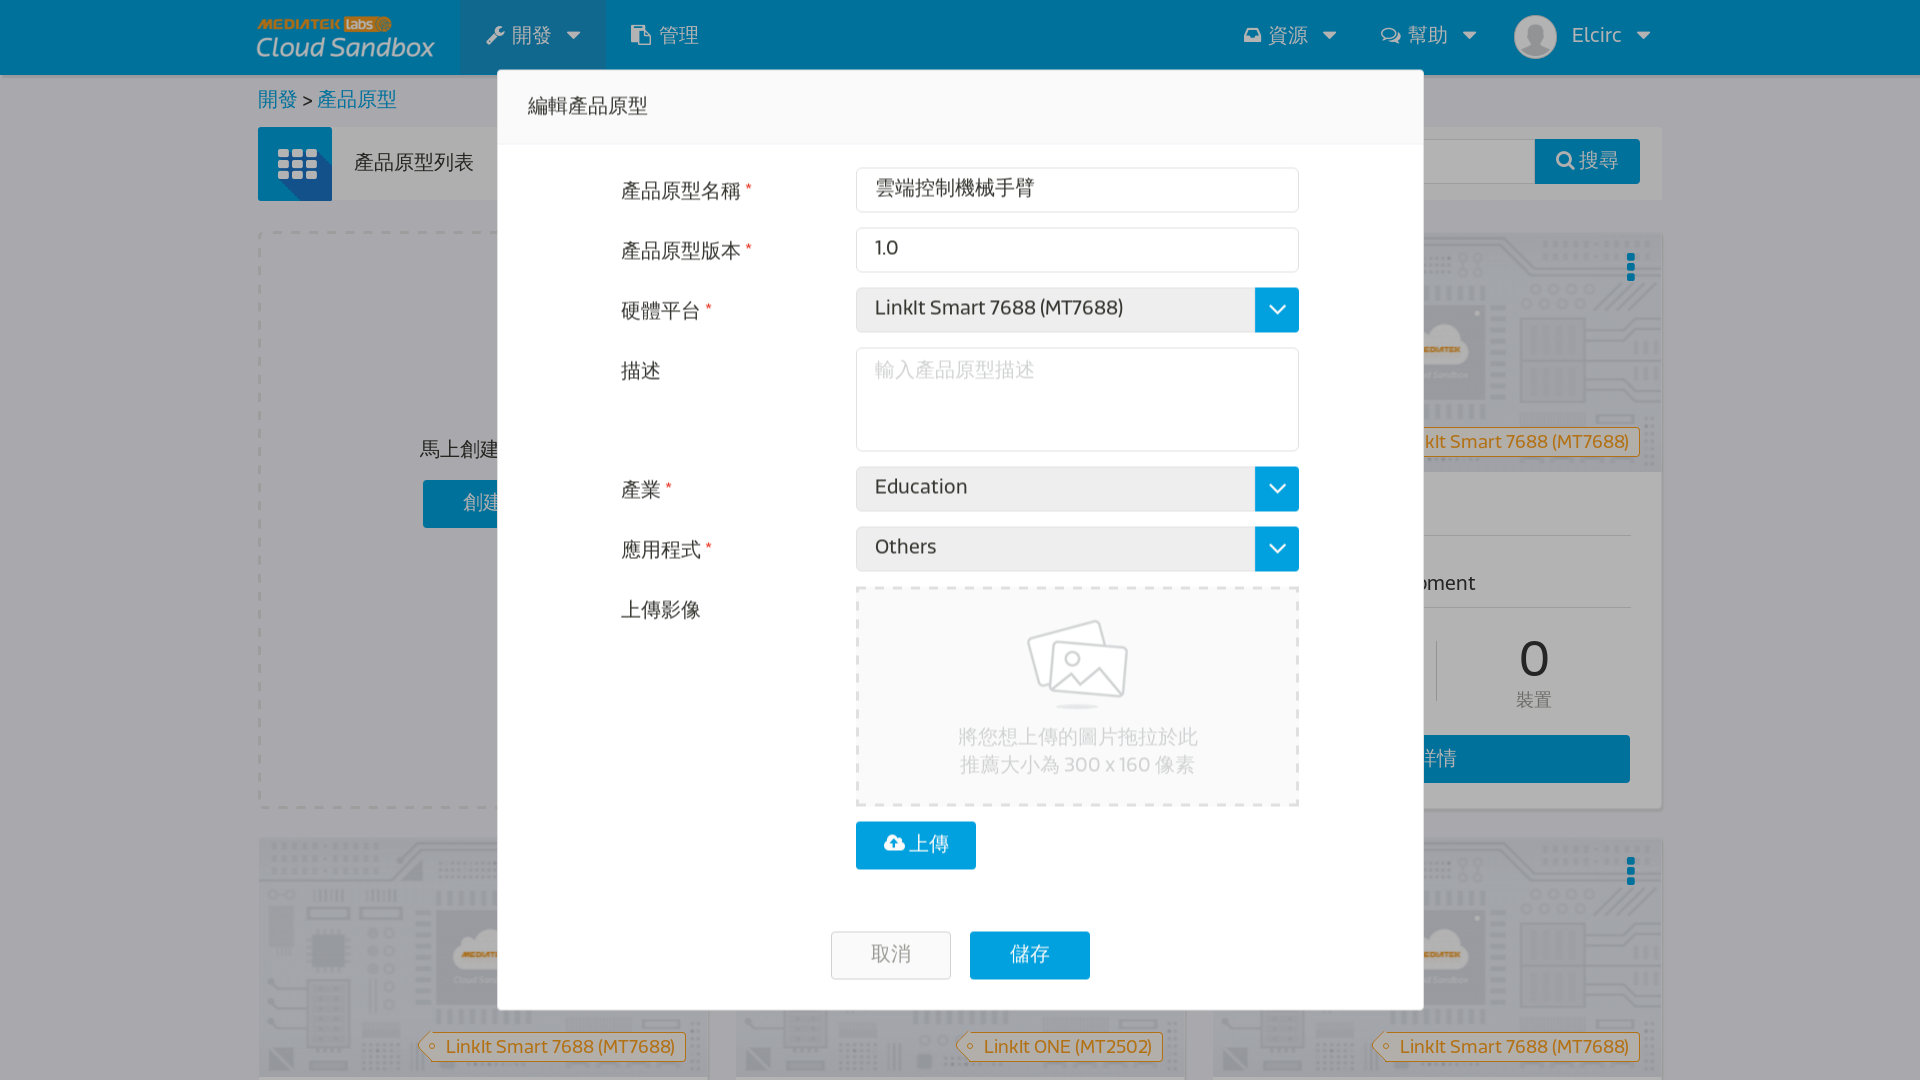 MEDIATEK labs
Cloud Sandbox
開發
管理
資源
幫助
Elcirc
開發 > 產品原型
編輯產品原型
產品原型列表
搜尋
產品原型名稱 *
雲端控制機械手臂
產品原型版本 *
1.0
硬體平台 *
LinkIt Smart 7688 (MT7688)
描述
輸入產品原型描述
產業 *
Education
應用程式 *
Others
上傳影像
將您想上傳的圖片拖拉於此
推薦大小為 300 x 160 像素
上傳
取消
儲存
馬上創建
創建
MEDIATEK
kIt Smart 7688 (MT7688)
pment
0
裝置
詳情
LinkIt Smart 7688 (MT7688)
LinkIt ONE (MT2502)
MEDIATEK
LinkIt Smart 7688 (MT7688)